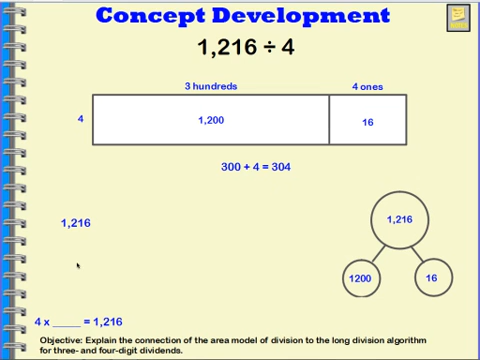 Concept Development
1,216 ÷ 4
3 hundreds 4 ones
4 1,200 16
300 + 4 = 304
1,216
1,216
1200 16
4 x _____ = 1,216
Objective: Explain the connection of the area model of division to the long division algorithm
for three- and four-digit dividends.